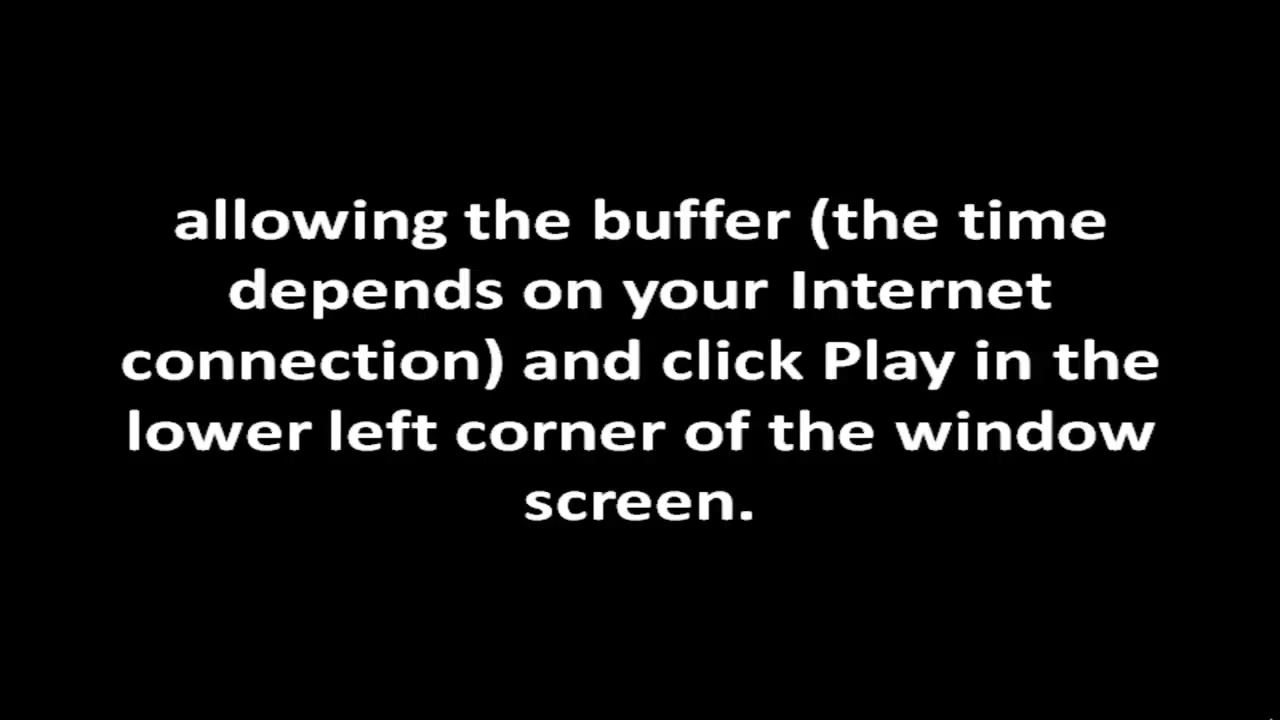 allowing the buffer (the time
depends on your Internet
connection) and click Play in the
lower left corner of the window
screen.